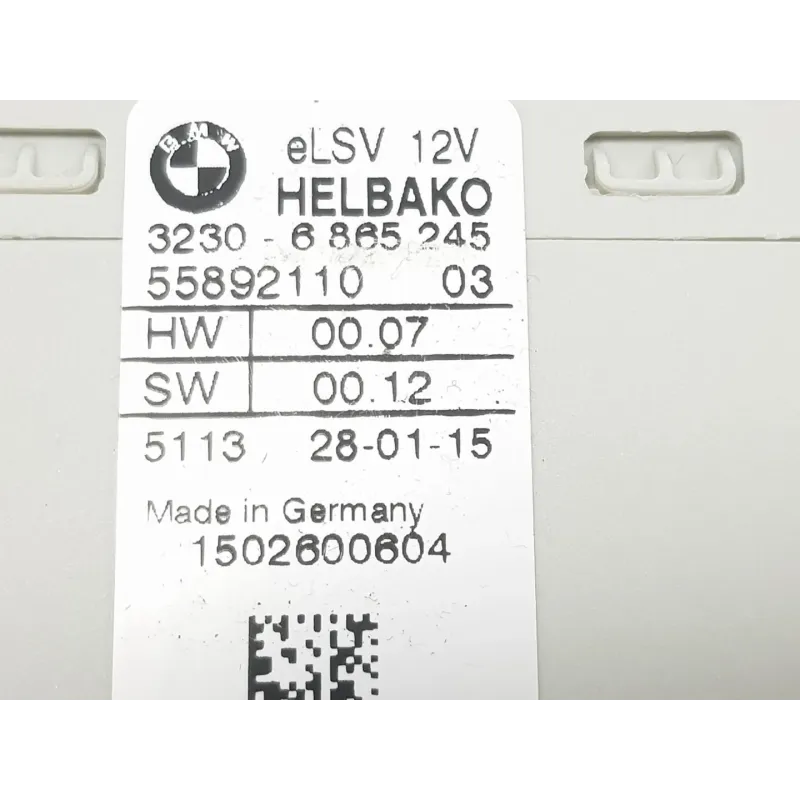 BMW
eLSV 12V
HELBAKO
3230 - 6 865 245
55892110 03
HW 00.07
SW 00.12
5113 28-01-15
Made in Germany
1502600604